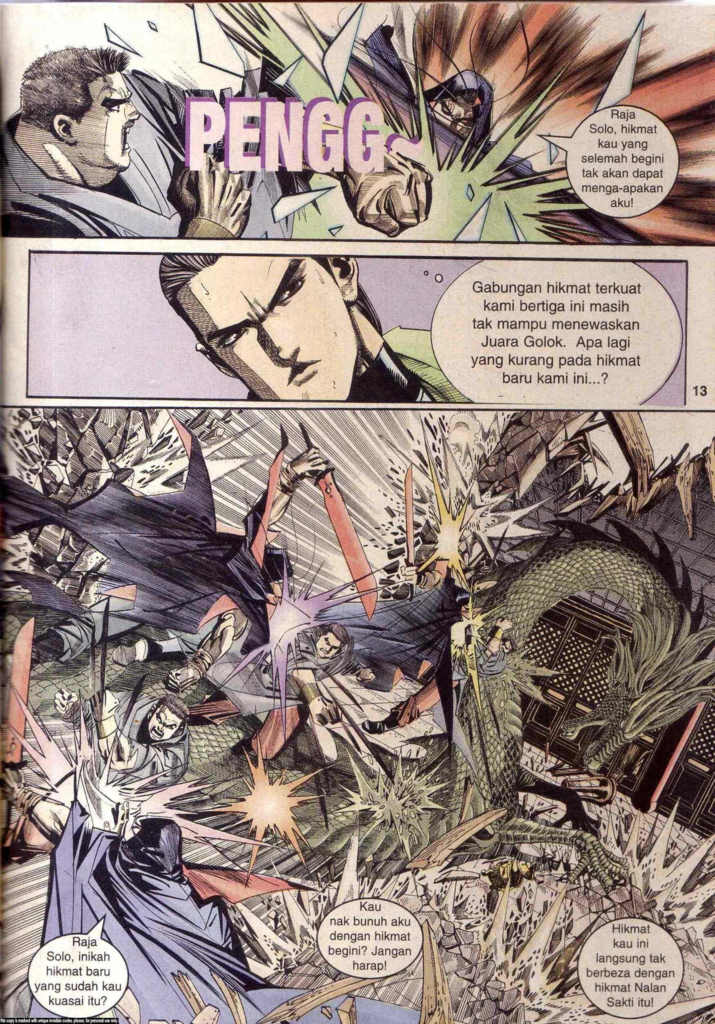 PENGG~
Raja
Solo, hikmat
kau yang
selemah begini
tak akan dapat
menga-apakan
aku!
Gabungan hikmat terkuat
kami bertiga ini masih
tak mampu menewaskan
Juara Golok. Apa lagi
yang kurang pada hikmat
baru kami ini...?
13
Raja
Solo, inikah
hikmat baru
yang sudah kau
kuasai itu?
Kau
nak bunuh aku
dengan hikmat
begini? Jangan
harap!
Hikmat
kau ini
langsung tak
berbeza dengan
hikmat Nalan
Sakti itu!